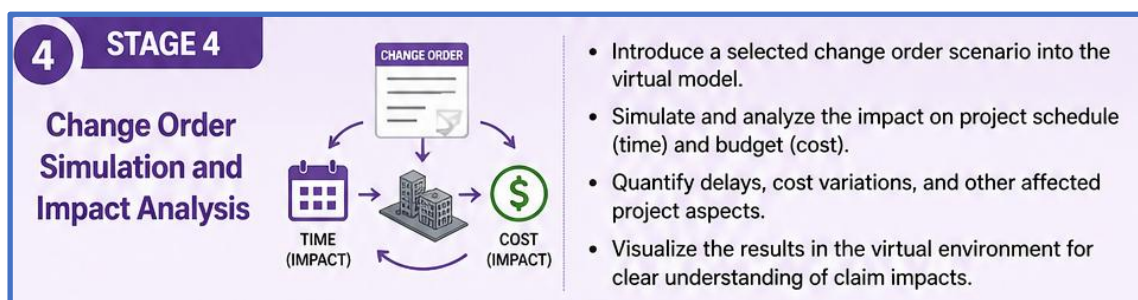 4
STAGE 4
Change Order
Simulation and
Impact Analysis
CHANGE ORDER
TIME
(IMPACT)
$
COST
(IMPACT)
• Introduce a selected change order scenario into the
virtual model.
• Simulate and analyze the impact on project schedule
(time) and budget (cost).
• Quantify delays, cost variations, and other affected
project aspects.
• Visualize the results in the virtual environment for
clear understanding of claim impacts.